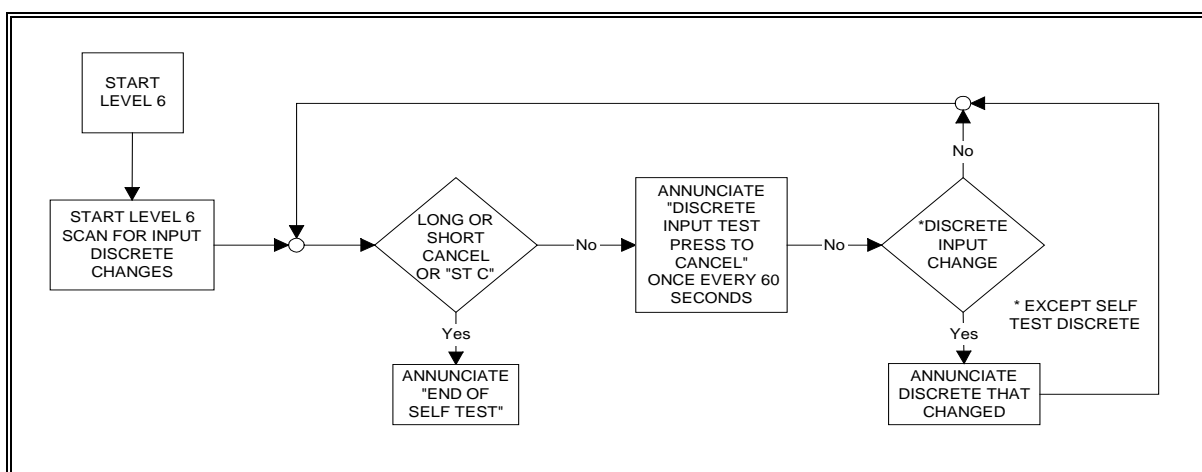 START
LEVEL 6
START LEVEL 6
SCAN FOR INPUT
DISCRETE
CHANGES
LONG OR
SHORT
CANCEL
OR "ST C"
No
Yes
ANNUNCIATE
"END OF
SELF TEST"
ANNUNCIATE
"DISCRETE
INPUT TEST
PRESS TO
CANCEL"
ONCE EVERY 60
SECONDS
No
*DISCRETE
INPUT
CHANGE
No
Yes
* EXCEPT SELF
TEST DISCRETE
ANNUNCIATE
DISCRETE THAT
CHANGED